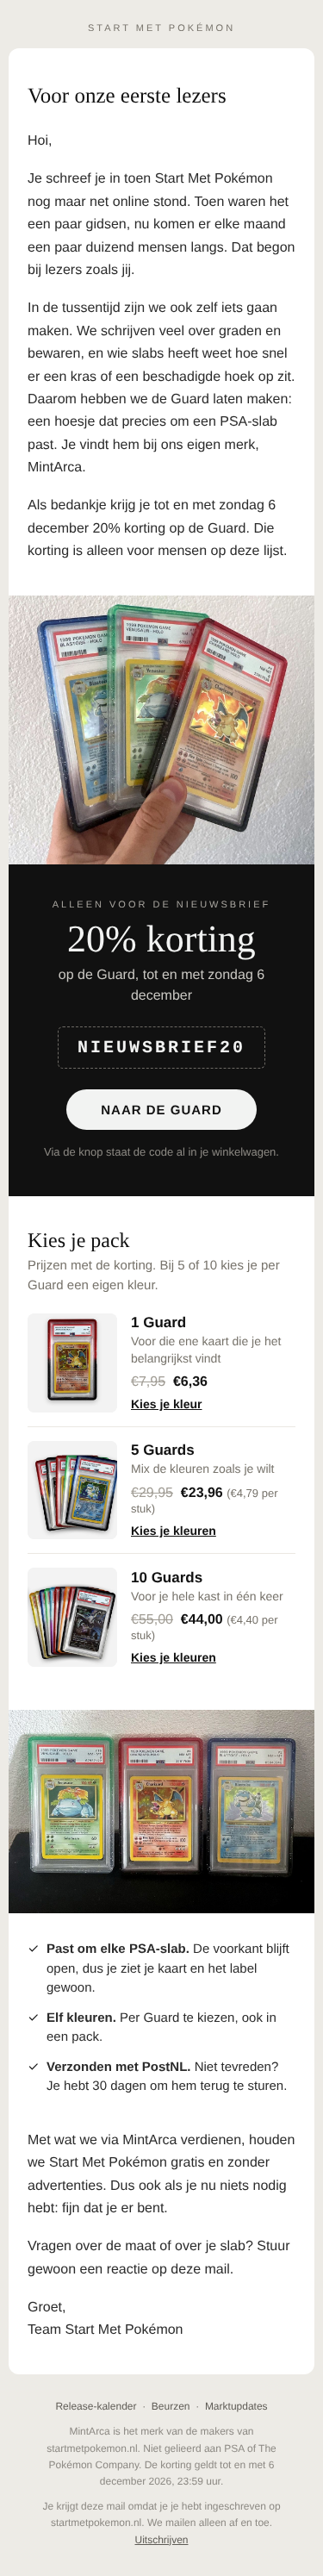 START MET POKÉMON
Voor onze eerste lezers
Hoi,
Je schreef je in toen Start Met Pokémon
nog maar net online stond. Toen waren het
een paar gidsen, nu komen er elke maand
een paar duizend mensen langs. Dat begon
bij lezers zoals jij.
In de tussentijd zijn we ook zelf iets gaan
maken. We schrijven veel over graden en
bewaren, en wie slabs heeft weet hoe snel
er een kras of een beschadigde hoek op zit.
Daarom hebben we de Guard laten maken:
een hoesje dat precies om een PSA-slab
past. Je vindt hem bij ons eigen merk,
MintArca.
Als bedankje krijg je tot en met zondag 6
december 20% korting op de Guard. Die
korting is alleen voor mensen op deze lijst.
ALLEEN VOOR DE NIEUWSBRIEF
20% korting
op de Guard, tot en met zondag 6
december
NIEUWSBRIEF20
NAAR DE GUARD
Via de knop staat de code al in je winkelwagen.
Kies je pack
Prijzen met de korting. Bij 5 of 10 kies je per
Guard een eigen kleur.
1 Guard
Voor die ene kaart die je het
belangrijkst vindt
€7,95 €6,36
Kies je kleur
5 Guards
Mix de kleuren zoals je wilt
€29,95 €23,96 (€4,79 per
stuk)
Kies je kleuren
10 Guards
Voor je hele kast in één keer
€55,00 €44,00 (€4,40 per
stuk)
Kies je kleuren
✓ Past om elke PSA-slab. De voorkant blijft
open, dus je ziet je kaart en het label
gewoon.
✓ Elf kleuren. Per Guard te kiezen, ook in
een pack.
✓ Verzonden met PostNL. Niet tevreden?
Je hebt 30 dagen om hem terug te sturen.
Met wat we via MintArca verdienen, houden
we Start Met Pokémon gratis en zonder
advertenties. Dus ook als je nu niets nodig
hebt: fijn dat je er bent.
Vragen over de maat of over je slab? Stuur
gewoon een reactie op deze mail.
Groet,
Team Start Met Pokémon
Release-kalender · Beurzen · Marktupdates
MintArca is het merk van de makers van
startmetpokemon.nl. Niet gelieerd aan PSA of The
Pokémon Company. De korting geldt tot en met 6
december 2026, 23:59 uur.
Je krijgt deze mail omdat je je hebt ingeschreven op
startmetpokemon.nl. We mailen af en toe.
Uitschrijven